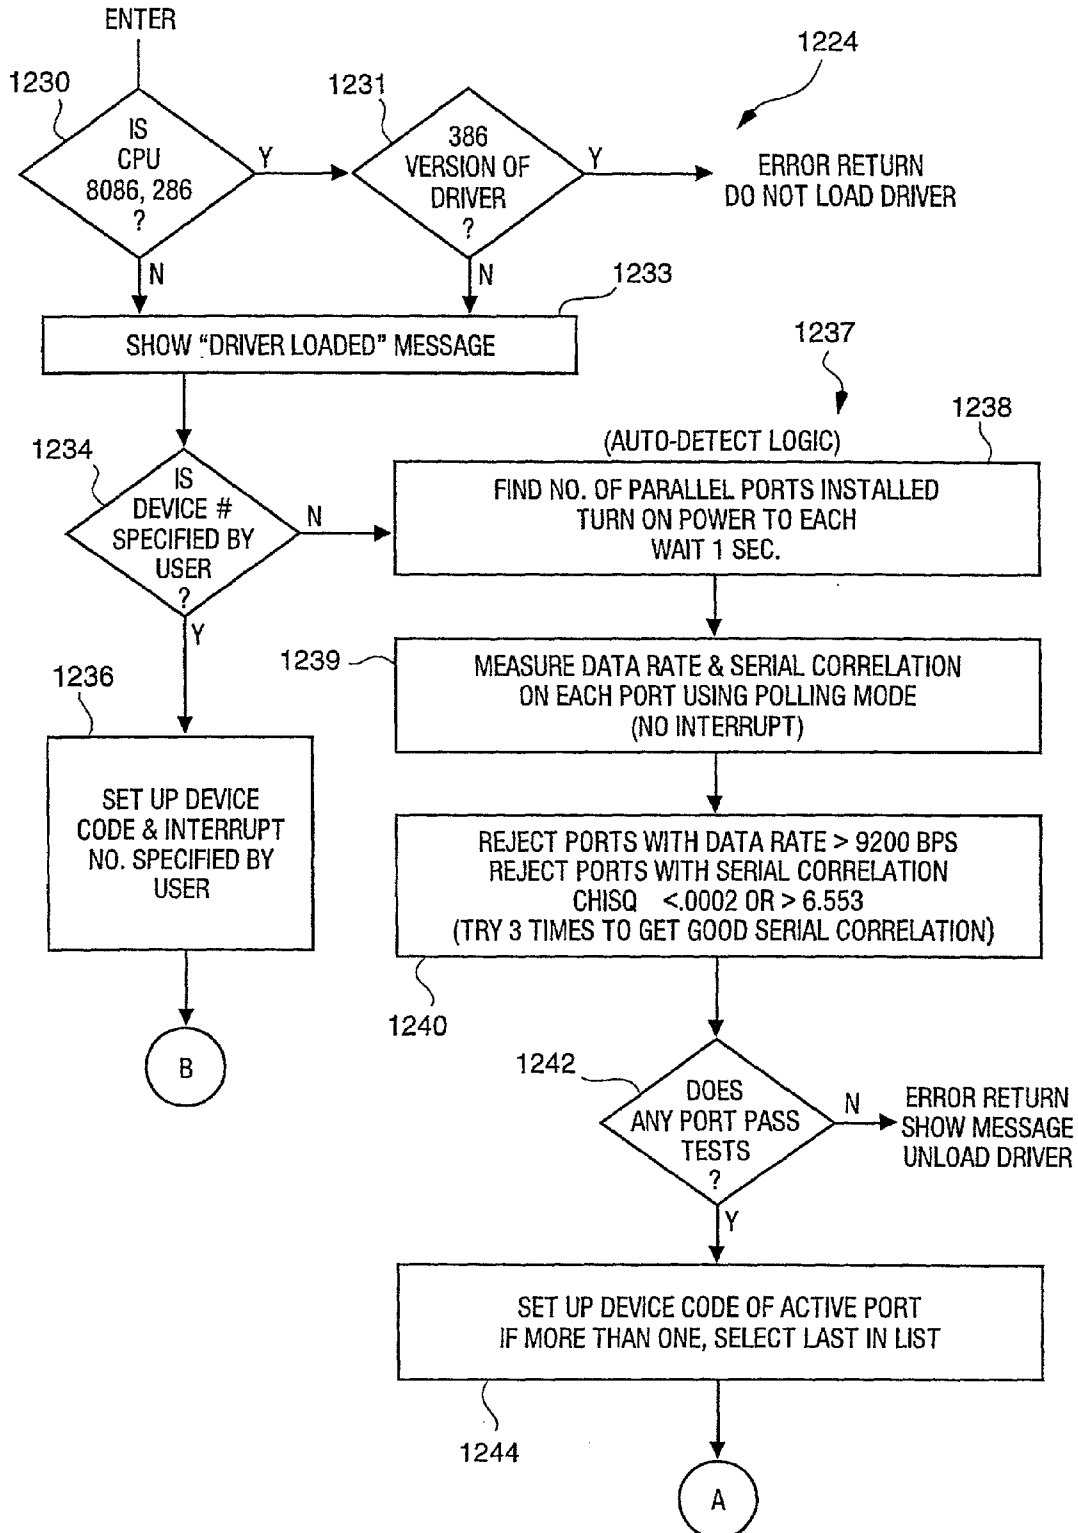 ENTER
1224
1230
IS
CPU
8086, 286
?
Y
N
1231
386
VERSION OF
DRIVER
?
Y
N
ERROR RETURN
DO NOT LOAD DRIVER
1233
SHOW “DRIVER LOADED” MESSAGE
1234
IS
DEVICE #
SPECIFIED BY
USER
?
N
Y
1236
SET UP DEVICE
CODE & INTERRUPT
NO. SPECIFIED BY
USER
B
1237
(AUTO-DETECT LOGIC)
1238
FIND NO. OF PARALLEL PORTS INSTALLED
TURN ON POWER TO EACH
WAIT 1 SEC.
1239
MEASURE DATA RATE & SERIAL CORRELATION
ON EACH PORT USING POLLING MODE
(NO INTERRUPT)
REJECT PORTS WITH DATA RATE > 9200 BPS
REJECT PORTS WITH SERIAL CORRELATION
CHISQ <.0002 OR > 6.553
(TRY 3 TIMES TO GET GOOD SERIAL CORRELATION)
1240
1242
DOES
ANY PORT PASS
TESTS
?
N
Y
ERROR RETURN
SHOW MESSAGE
UNLOAD DRIVER
SET UP DEVICE CODE OF ACTIVE PORT
IF MORE THAN ONE, SELECT LAST IN LIST
1244
A